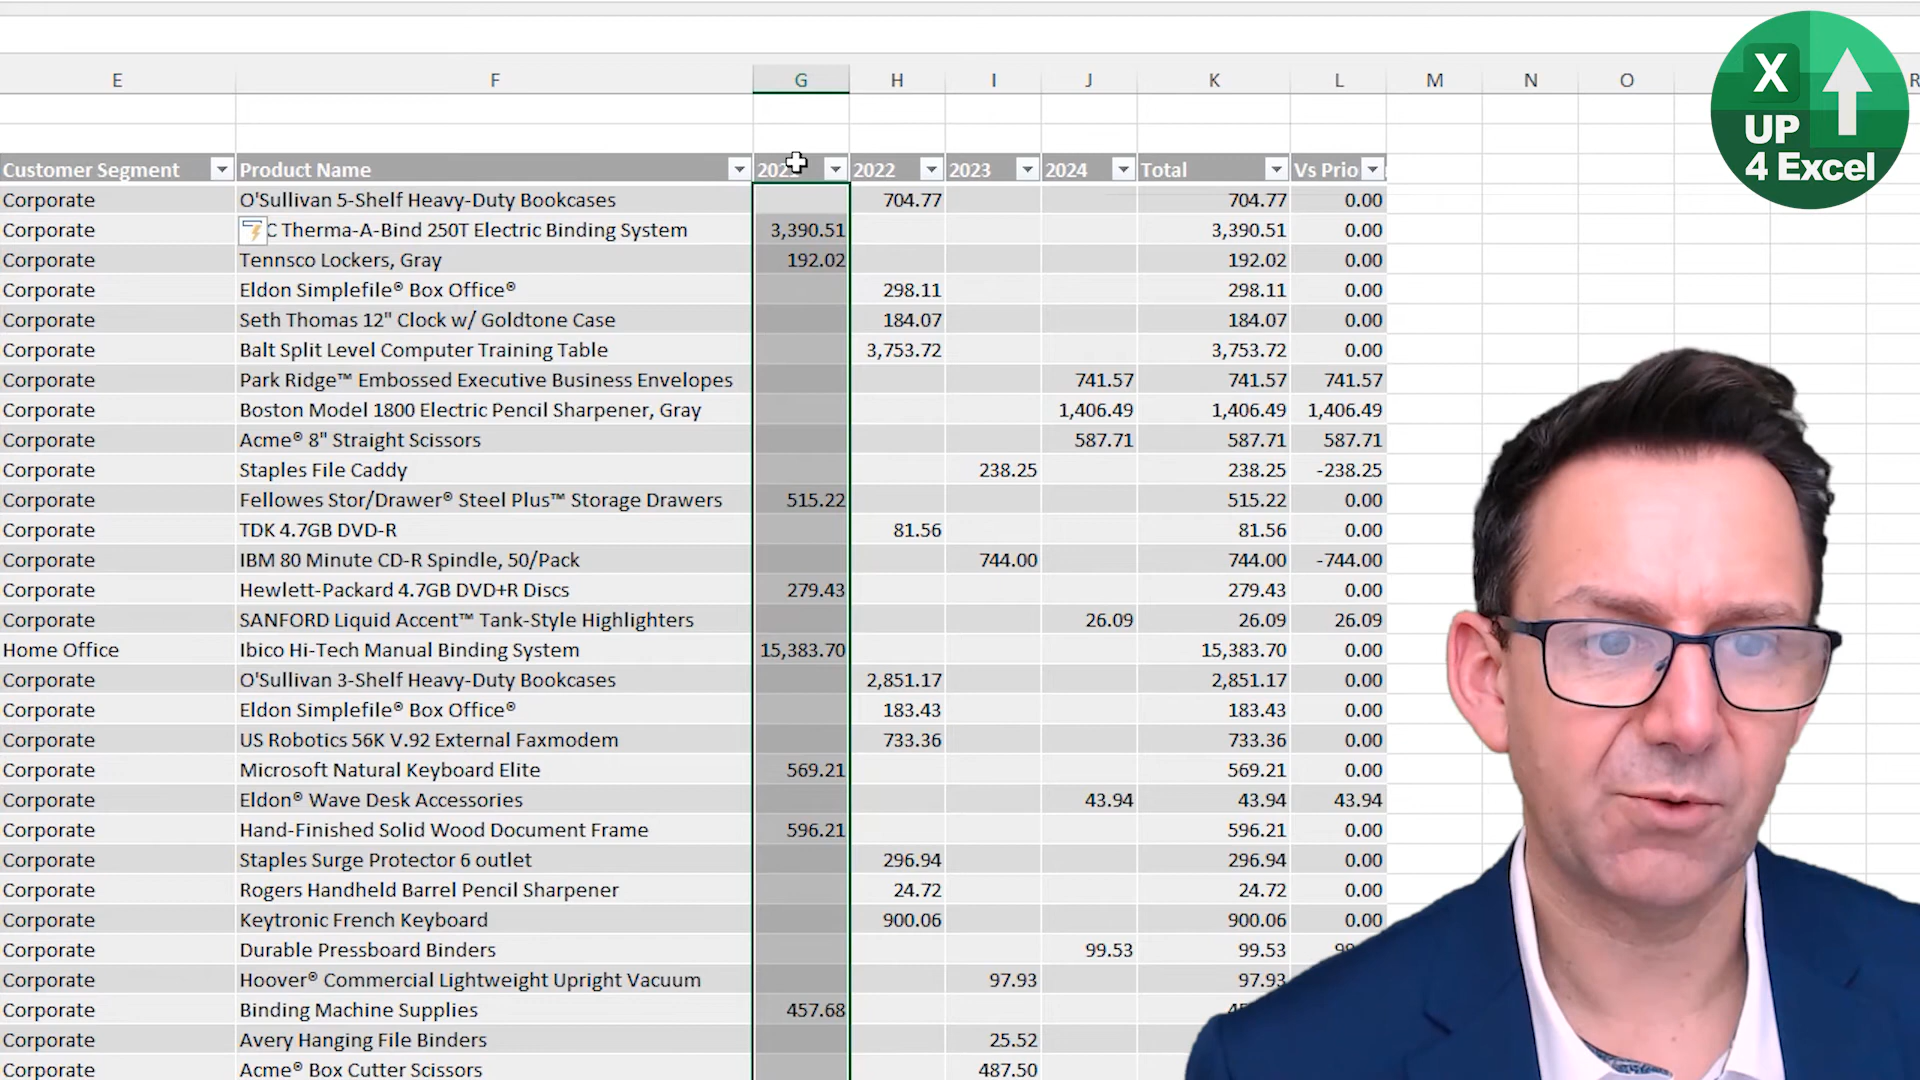 X
UP
4 Excel
E F G H I J K L M N O R
Customer Segment Product Name 2022 2023 2024 Total Vs Prio
Corporate O'Sullivan 5-Shelf Heavy-Duty Bookcases 704.77 704.77 0.00
Corporate C Therma-A-Bind 250T Electric Binding System 3,390.51 3,390.51 0.00
Corporate Tennsco Lockers, Gray 192.02 192.02 0.00
Corporate Eldon Simplefile® Box Office® 298.11 298.11 0.00
Corporate Seth Thomas 12" Clock w/ Goldtone Case 184.07 184.07 0.00
Corporate Balt Split Level Computer Training Table 3,753.72 3,753.72 0.00
Corporate Park Ridge™ Embossed Executive Business Envelopes 741.57 741.57 741.57
Corporate Boston Model 1800 Electric Pencil Sharpener, Gray 1,406.49 1,406.49 1,406.49
Corporate Acme® 8" Straight Scissors 587.71 587.71 587.71
Corporate Staples File Caddy 238.25 238.25 -238.25
Corporate Fellowes Stor/Drawer® Steel Plus™ Storage Drawers 515.22 515.22 0.00
Corporate TDK 4.7GB DVD-R 81.56 81.56 0.00
Corporate IBM 80 Minute CD-R Spindle, 50/Pack 744.00 744.00 -744.00
Corporate Hewlett-Packard 4.7GB DVD+R Discs 279.43 279.43 0.00
Corporate SANFORD Liquid Accent™ Tank-Style Highlighters 26.09 26.09 26.09
Home Office Ibico Hi-Tech Manual Binding System 15,383.70 15,383.70 0.00
Corporate O'Sullivan 3-Shelf Heavy-Duty Bookcases 2,851.17 2,851.17 0.00
Corporate Eldon Simplefile® Box Office® 183.43 183.43 0.00
Corporate US Robotics 56K V.92 External Faxmodem 733.36 733.36 0.00
Corporate Microsoft Natural Keyboard Elite 569.21 569.21 0.00
Corporate Eldon® Wave Desk Accessories 43.94 43.94 43.94
Corporate Hand-Finished Solid Wood Document Frame 596.21 596.21 0.00
Corporate Staples Surge Protector 6 outlet 296.94 296.94 0.00
Corporate Rogers Handheld Barrel Pencil Sharpener 24.72 24.72 0.00
Corporate Keytronic French Keyboard 900.06 900.06 0.00
Corporate Durable Pressboard Binders 99.53 99.53
Corporate Hoover® Commercial Lightweight Upright Vacuum 97.93 97.93
Corporate Binding Machine Supplies 457.68
Corporate Avery Hanging File Binders 25.52
Corporate Acme® Box Cutter Scissors 487.50